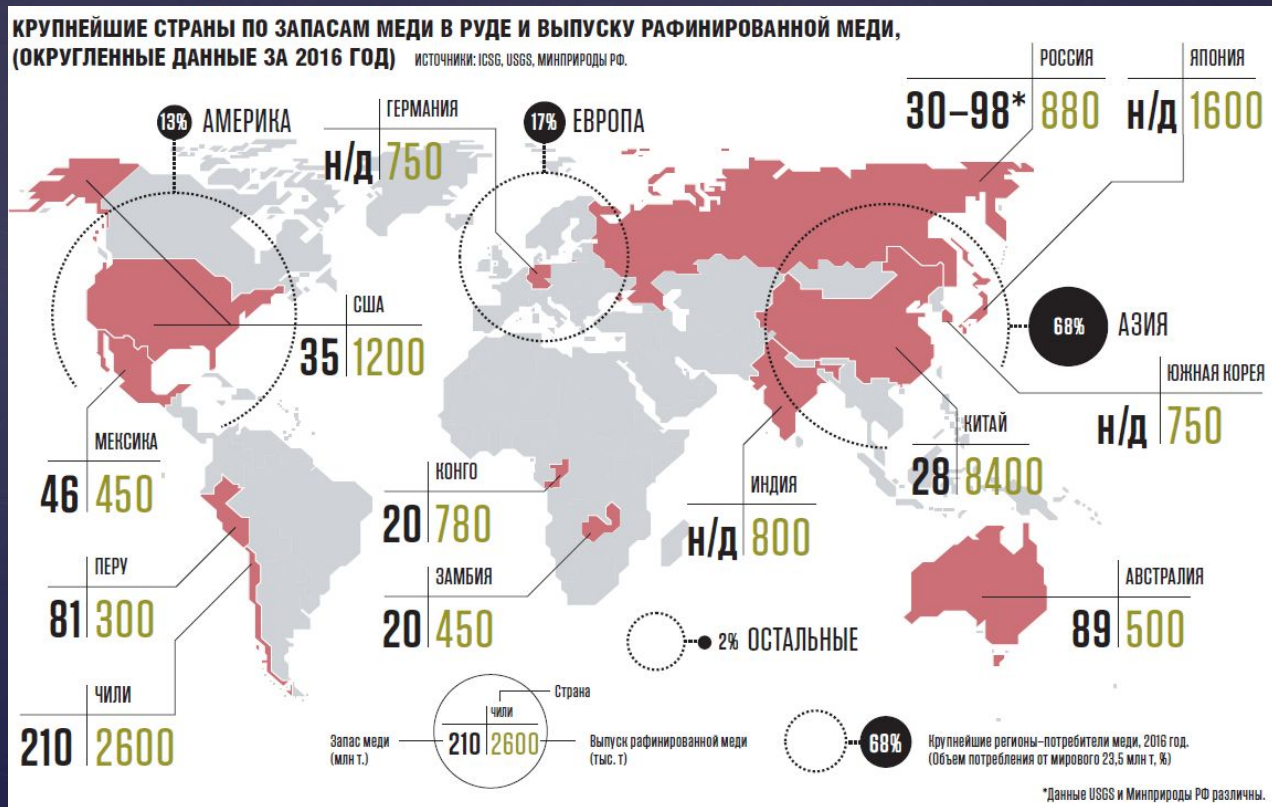 КРУПНЕЙШИЕ СТРАНЫ ПО ЗАПАСАМ МЕДИ В РУДЕ И ВЫПУСКУ РАФИНИРОВАННОЙ МЕДИ,
(ОКРУГЛЕННЫЕ ДАННЫЕ ЗА 2016 ГОД) ИСТОЧНИКИ: ICSG, USGS, МИНПРИРОДЫ РФ.
РОССИЯ
30–98* 880
ЯПОНИЯ
н/д 1600
13% АМЕРИКА
ГЕРМАНИЯ
н/д 750
17% ЕВРОПА
США
35 1200
68% АЗИЯ
ЮЖНАЯ КОРЕЯ
н/д 750
МЕКСИКА
46 450
КОНГО
20 780
ИНДИЯ
н/д 800
КИТАЙ
28 8400
ПЕРУ
81 300
ЗАМБИЯ
20 450
АВСТРАЛИЯ
89 500
2% ОСТАЛЬНЫЕ
ЧИЛИ
210 2600
Страна
ЧИЛИ
210 2600
Запас меди
(млн т.)
Выпуск рафинированной меди
(тыс. т)
68%
Крупнейшие регионы–потребители меди, 2016 год.
(Объем потребления от мирового 23,5 млн т, %)
*Данные USGS и Минприроды РФ различны.